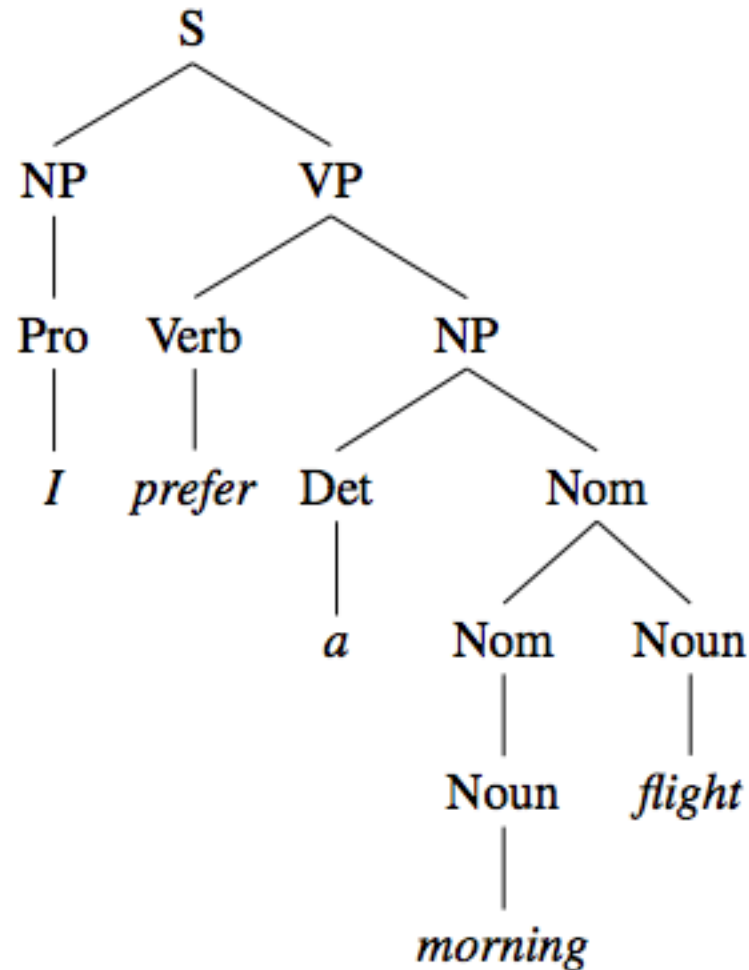 S
NP VP
Pro Verb NP
I prefer Det Nom
a Nom Noun
Noun flight
morning